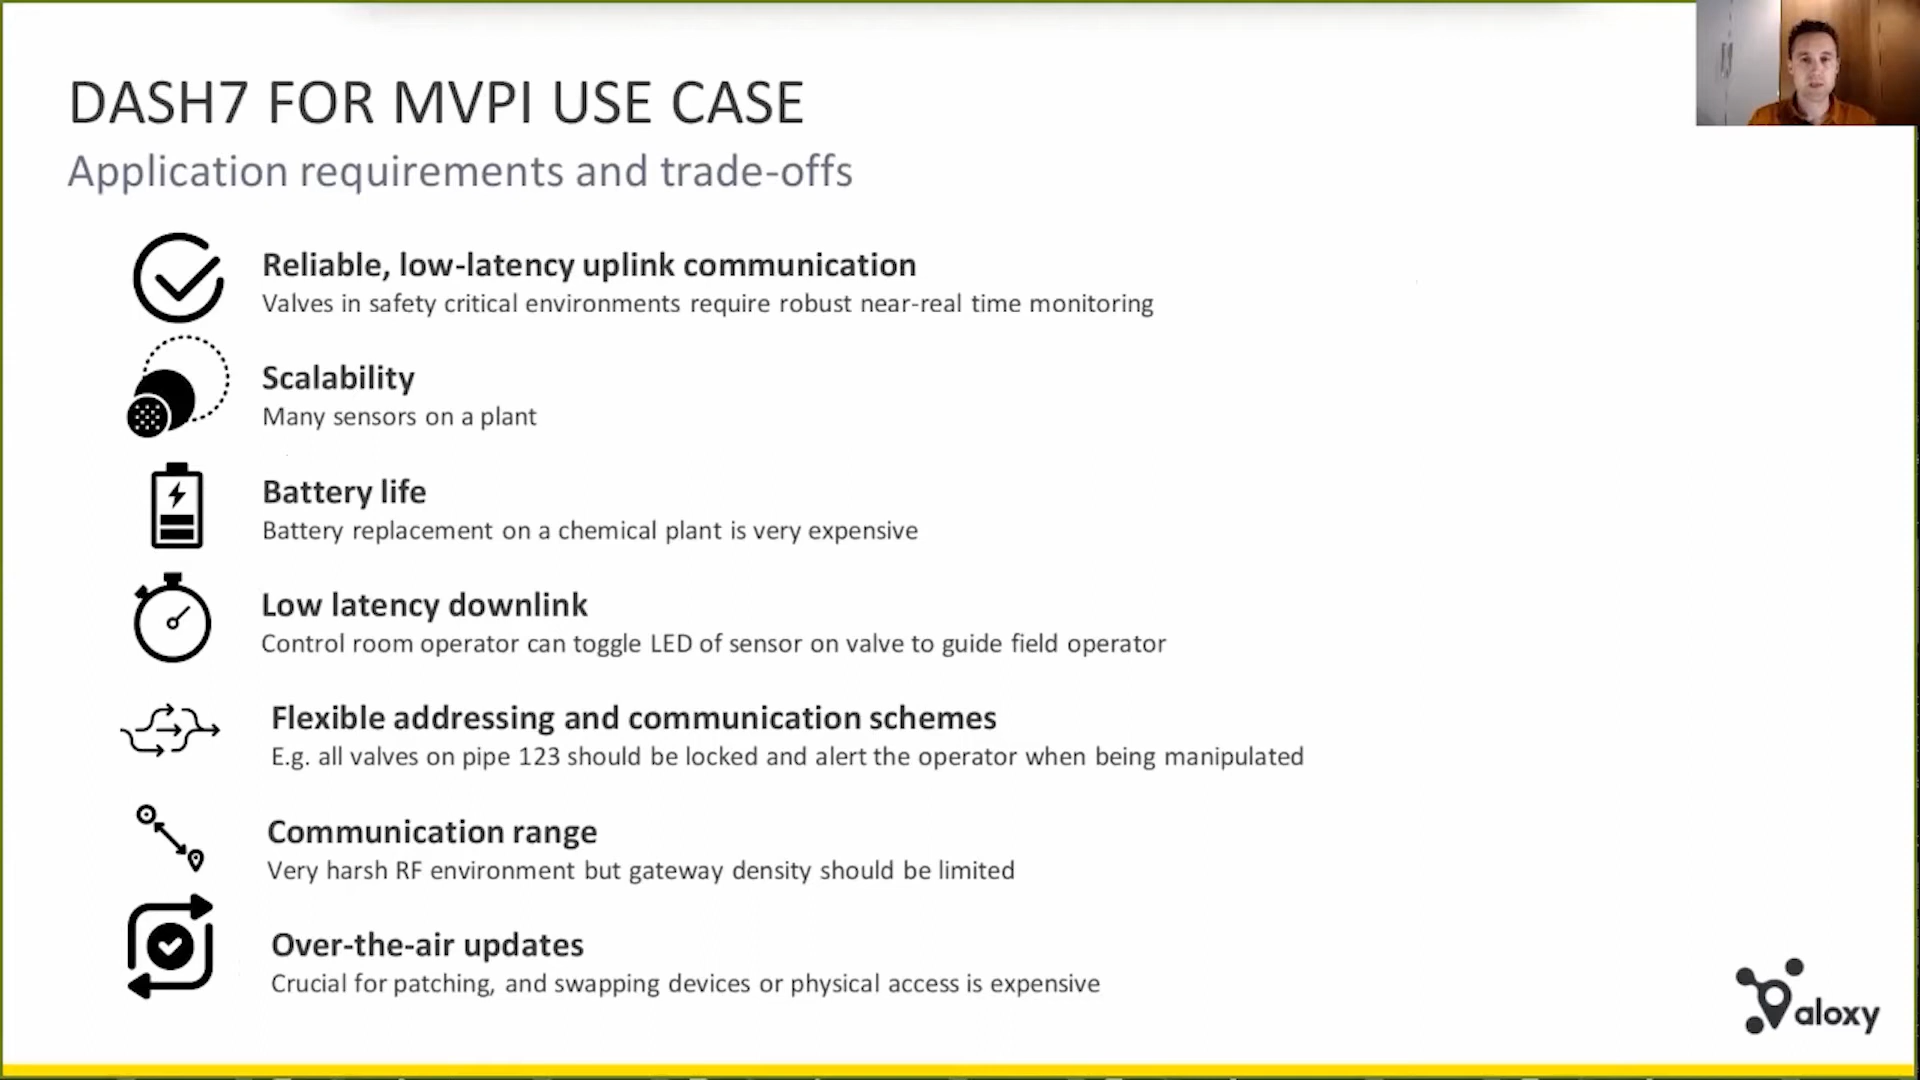 DASH7 FOR MVPI USE CASE
Application requirements and trade-offs
Reliable, low-latency uplink communication
Valves in safety critical environments require robust near-real time monitoring
Scalability
Many sensors on a plant
Battery life
Battery replacement on a chemical plant is very expensive
Low latency downlink
Control room operator can toggle LED of sensor on valve to guide field operator
Flexible addressing and communication schemes
E.g. all valves on pipe 123 should be locked and alert the operator when being manipulated
Communication range
Very harsh RF environment but gateway density should be limited
Over-the-air updates
Crucial for patching, and swapping devices or physical access is expensive
aloxy